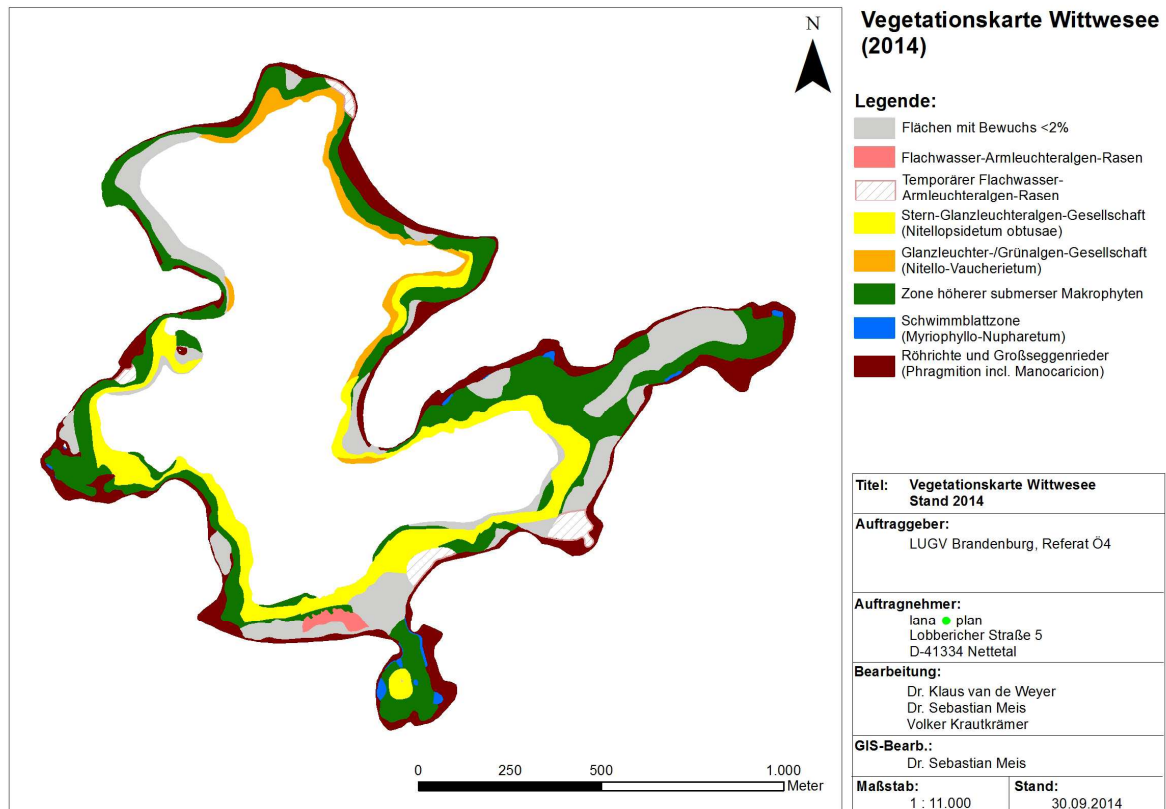 N
0 250 500 1.000
Meter
Vegetationskarte Wittwesee
(2014)
Legende:
Flächen mit Bewuchs <2%
Flachwasser-Armleuchteralgen-Rasen
Temporärer Flachwasser-
Armleuchteralgen-Rasen
Stern-Glanzleuchteralgen-Gesellschaft
(Nitellopsidetum obtusae)
Glanzleuchter-/Grünalgen-Gesellschaft
(Nitello-Vaucherietum)
Zone höherer submerser Makrophyten
Schwimmblattzone
(Myriophyllo-Nupharetum)
Röhrichte und Großseggenrieder
(Phragmition incl. Manocaricion)
Titel: Vegetationskarte Wittwesee
Stand 2014
Auftraggeber:
LUGV Brandenburg, Referat Ö4
Auftragnehmer:
lana plan
Lobbericher Straße 5
D-41334 Nettetal
Bearbeitung:
Dr. Klaus van de Weyer
Dr. Sebastian Meis
Volker Krautkrämer
GIS-Bearb.:
Dr. Sebastian Meis
Maßstab: Stand:
1 : 11.000 30.09.2014